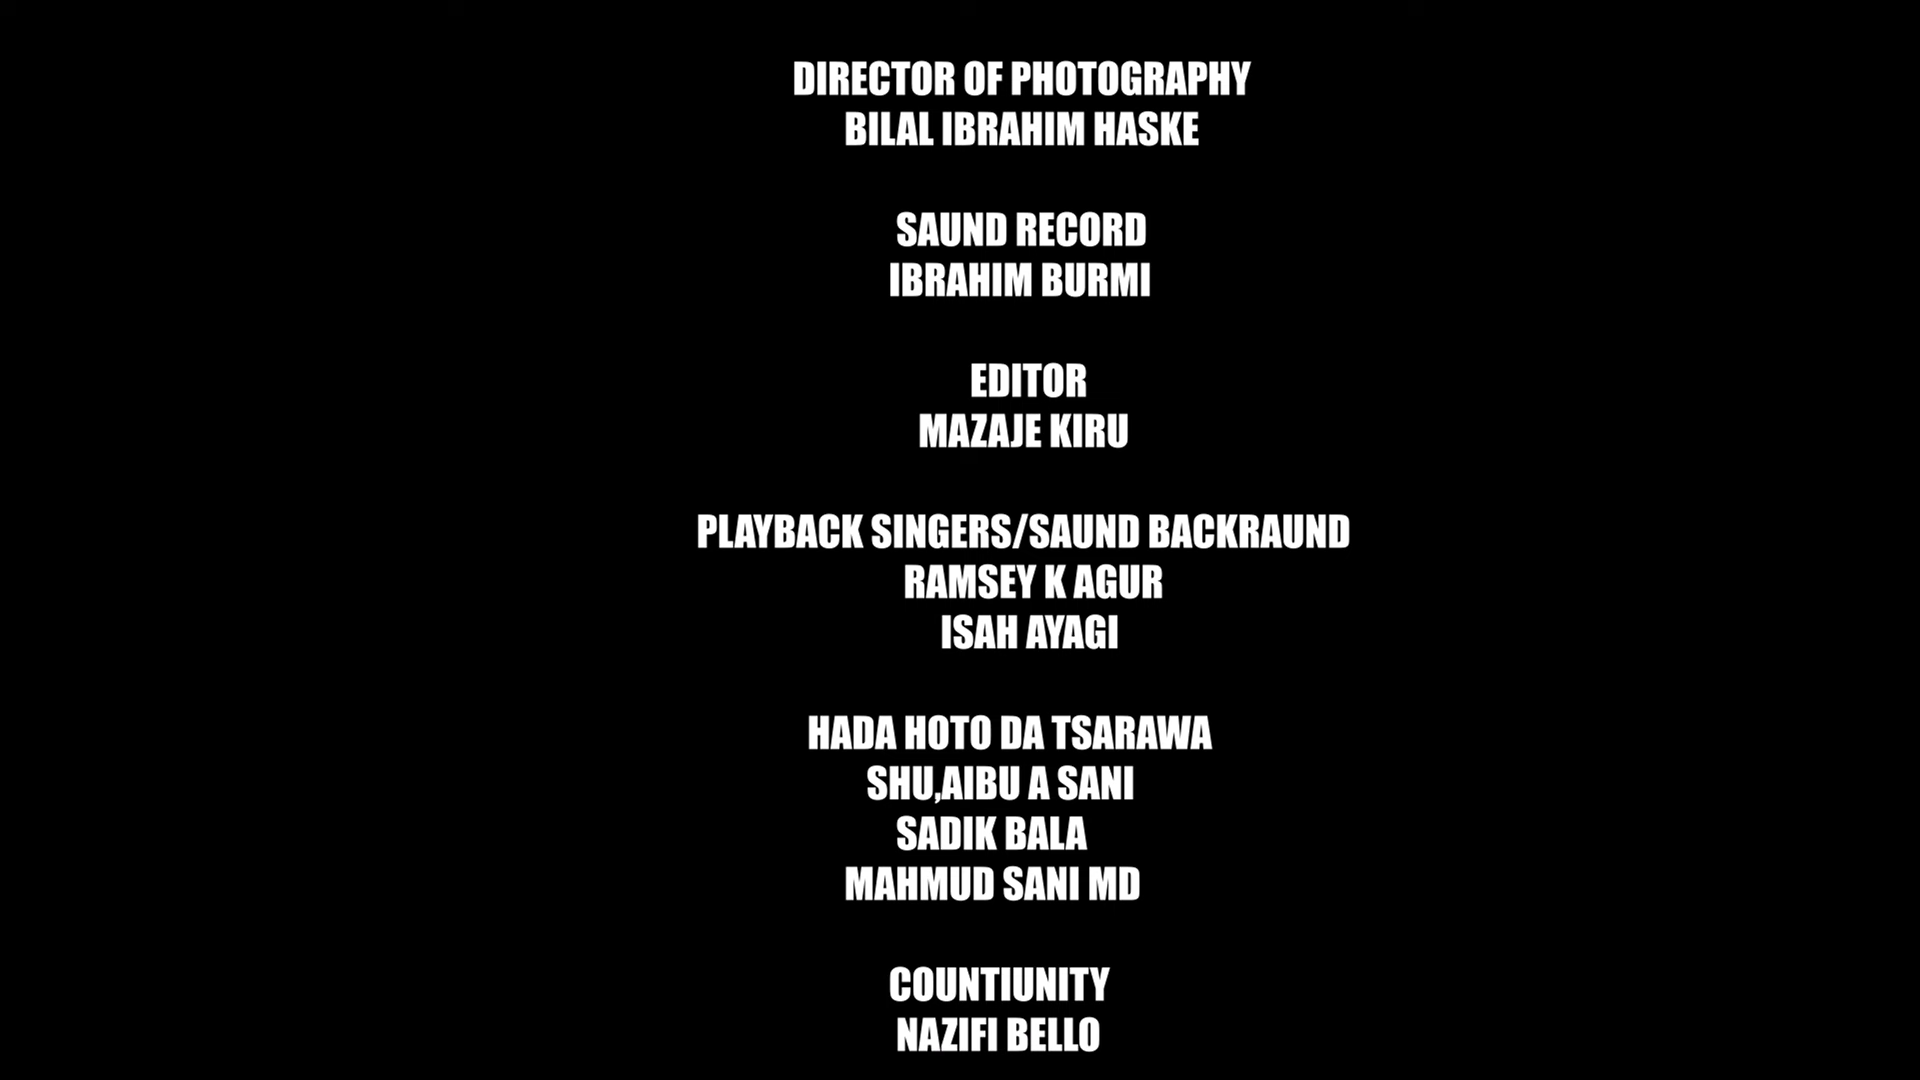 DIRECTOR OF PHOTOGRAPHY
BILAL IBRAHIM HASKE
SAUND RECORD
IBRAHIM BURMI
EDITOR
MAZAJE KIRU
PLAYBACK SINGERS/SAUND BACKRAUND
RAMSEY K AGUR
ISAH AYAGI
HADA HOTO DA TSARAWA
SHU,AIBU A SANI
SADIK BALA
MAHMUD SANI MD
COUNTIUNITY
NAZIFI BELLO